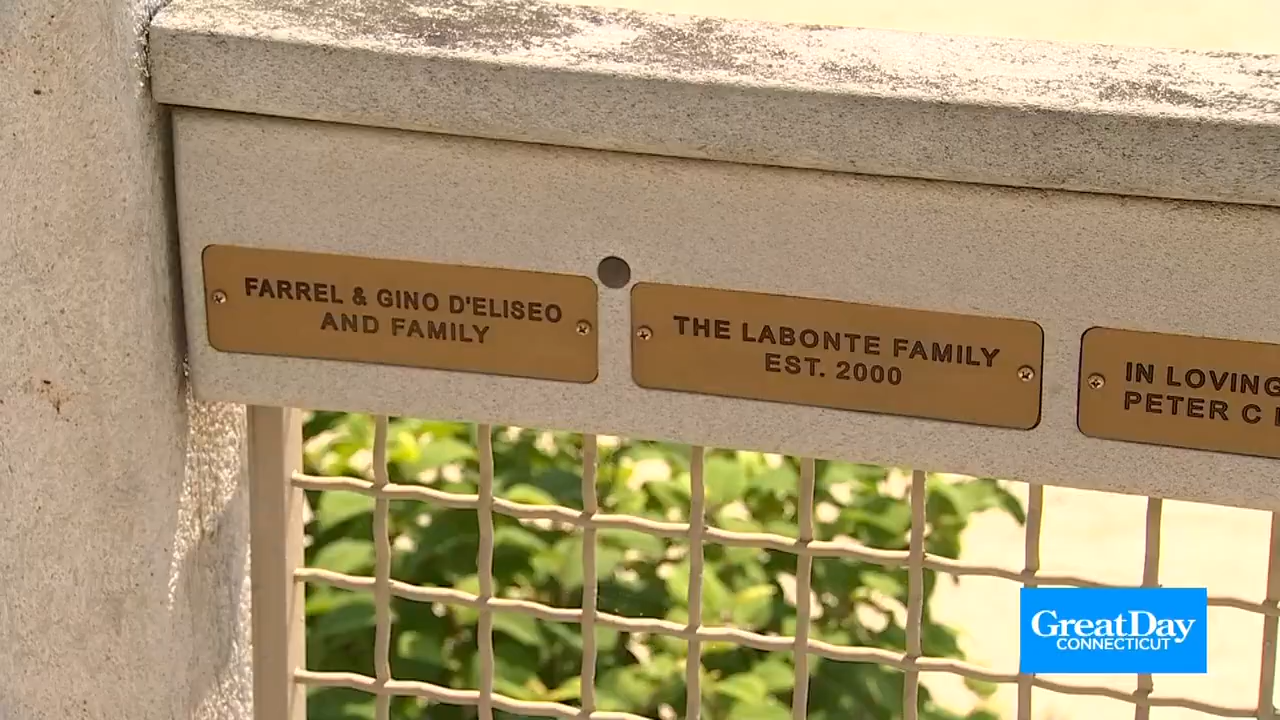 FARREL & GINO D'ELISEO
AND FAMILY
THE LABONTE FAMILY
EST. 2000
IN LOVING
PETER C
GreatDay
CONNECTICUT